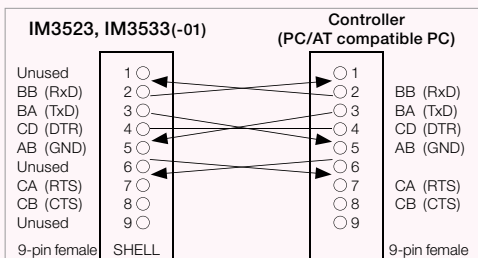 IM3523, IM3533(-01)
Controller
(PC/AT compatible PC)
Unused 1 1
BB (RxD) 2 2 BB (RxD)
BA (TxD) 3 3 BA (TxD)
CD (DTR) 4 4 CD (DTR)
AB (GND) 5 5 AB (GND)
Unused 6 6
CA (RTS) 7 7 CA (RTS)
CB (CTS) 8 8 CB (CTS)
Unused 9 9
9-pin female SHELL 9-pin female